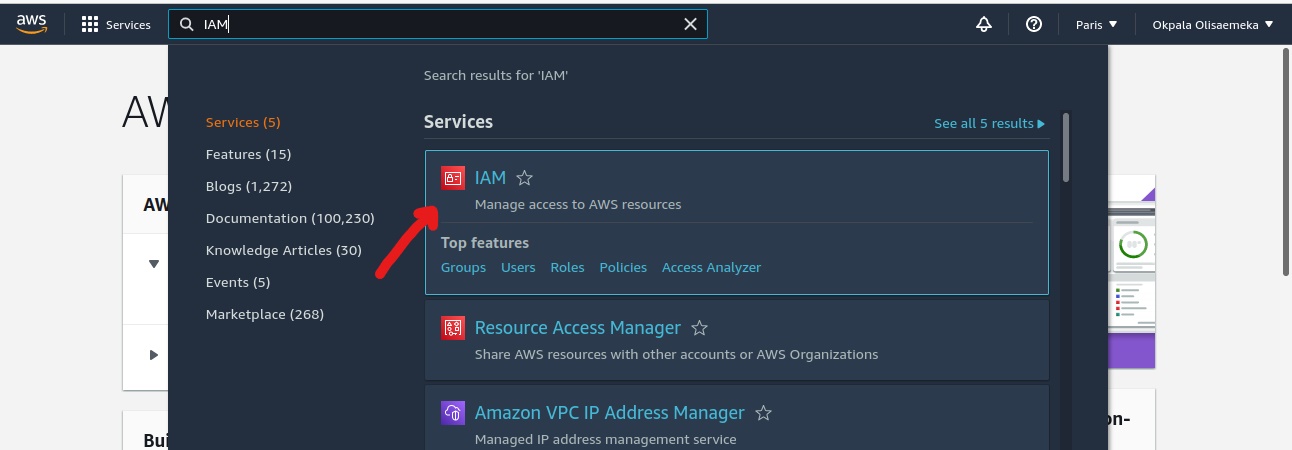 aws Services IAM Paris Okpala Olisaemeka
Search results for 'IAM'
AW
Services (5)
Features (15)
Blogs (1,272)
Documentation (100,230)
Knowledge Articles (30)
Events (5)
Marketplace (268)
Services See all 5 results
IAM
Manage access to AWS resources
Top features
Groups Users Roles Policies Access Analyzer
Resource Access Manager
Share AWS resources with other accounts or AWS Organizations
Amazon VPC IP Address Manager
Managed IP address management service
AW
Bui
on-